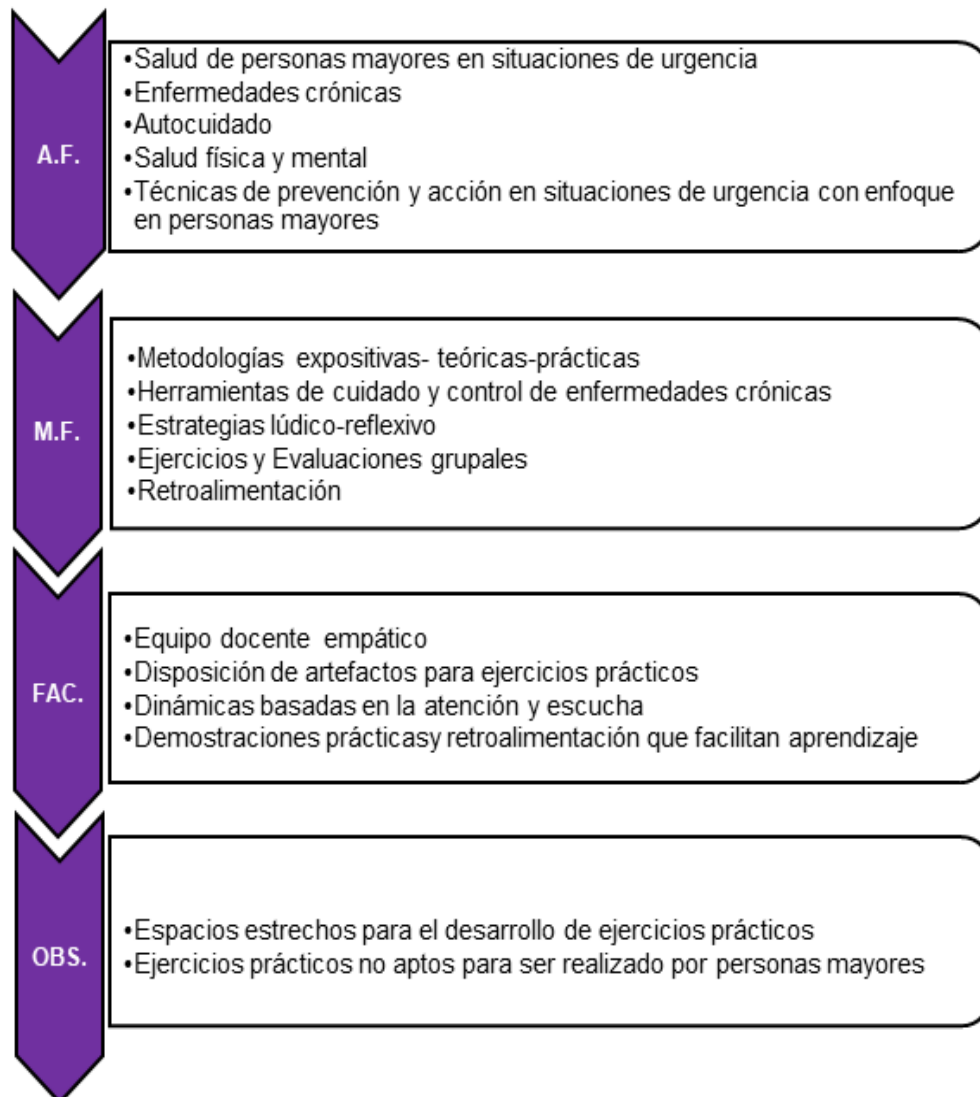 A.F.
•Salud de personas mayores en situaciones de urgencia
•Enfermedades crónicas
•Autocuidado
•Salud física y mental
•Técnicas de prevención y acción en situaciones de urgencia con enfoque
en personas mayores
M.F.
•Metodologías expositivas- teóricas-prácticas
•Herramientas de cuidado y control de enfermedades crónicas
•Estrategias lúdico-reflexivo
•Ejercicios y Evaluaciones grupales
•Retroalimentación
FAC.
•Equipo docente empático
•Disposición de artefactos para ejercicios prácticos
•Dinámicas basadas en la atención y escucha
•Demostraciones prácticasy retroalimentación que facilitan aprendizaje
OBS.
•Espacios estrechos para el desarrollo de ejercicios prácticos
•Ejercicios prácticos no aptos para ser realizado por personas mayores